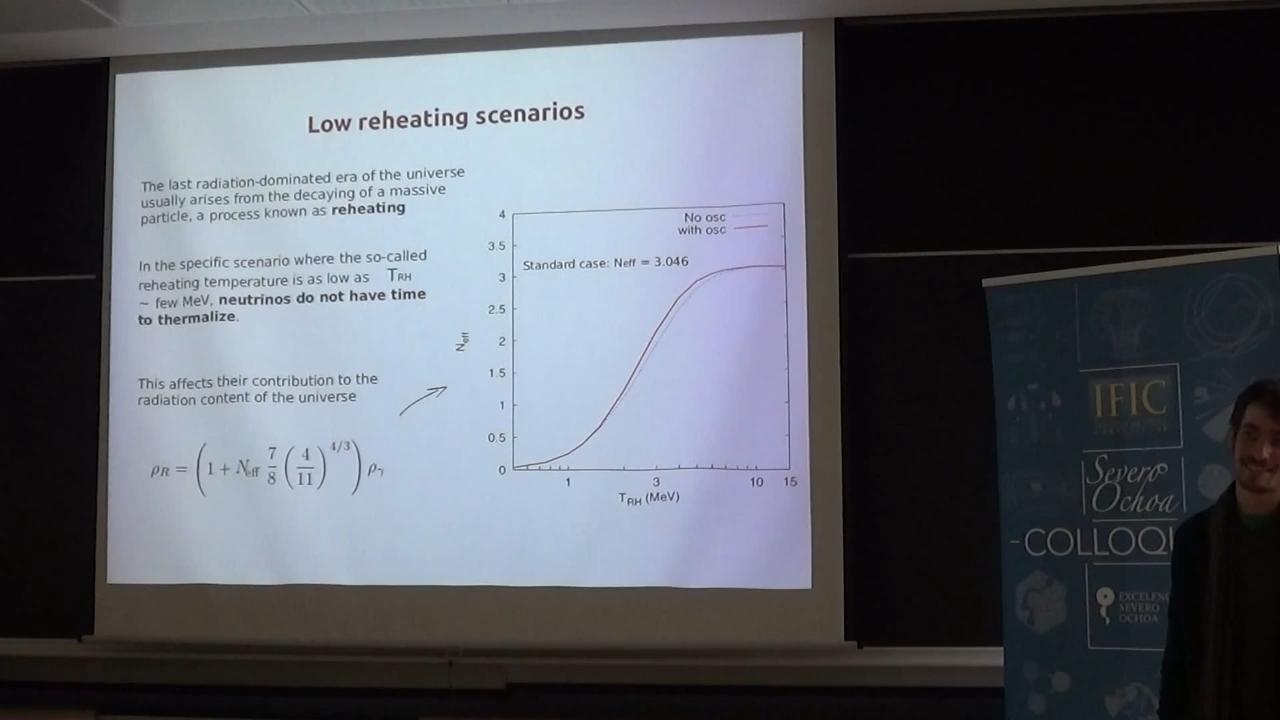 Low reheating scenarios
The last radiation-dominated era of the universe
usually arises from the decaying of a massive
particle, a process known as reheating
In the specific scenario where the so-called
reheating temperature is as low as T_RH
~ few MeV, neutrinos do not have time
to thermalize.
This affects their contribution to the
radiation content of the universe
ρ_R = (1 + N_eff 7/8 (4/11)^{4/3}) ρ_γ
No osc
with osc
Standard case: Neff = 3.046
4
3.5
3
2.5
2
1.5
1
0.5
0
N_eff
1 3 10 15
T_RH (MeV)
IFIC
Severo
Ochoa
-COLLOQU
EXCELEN
SEVERO
OCHOA